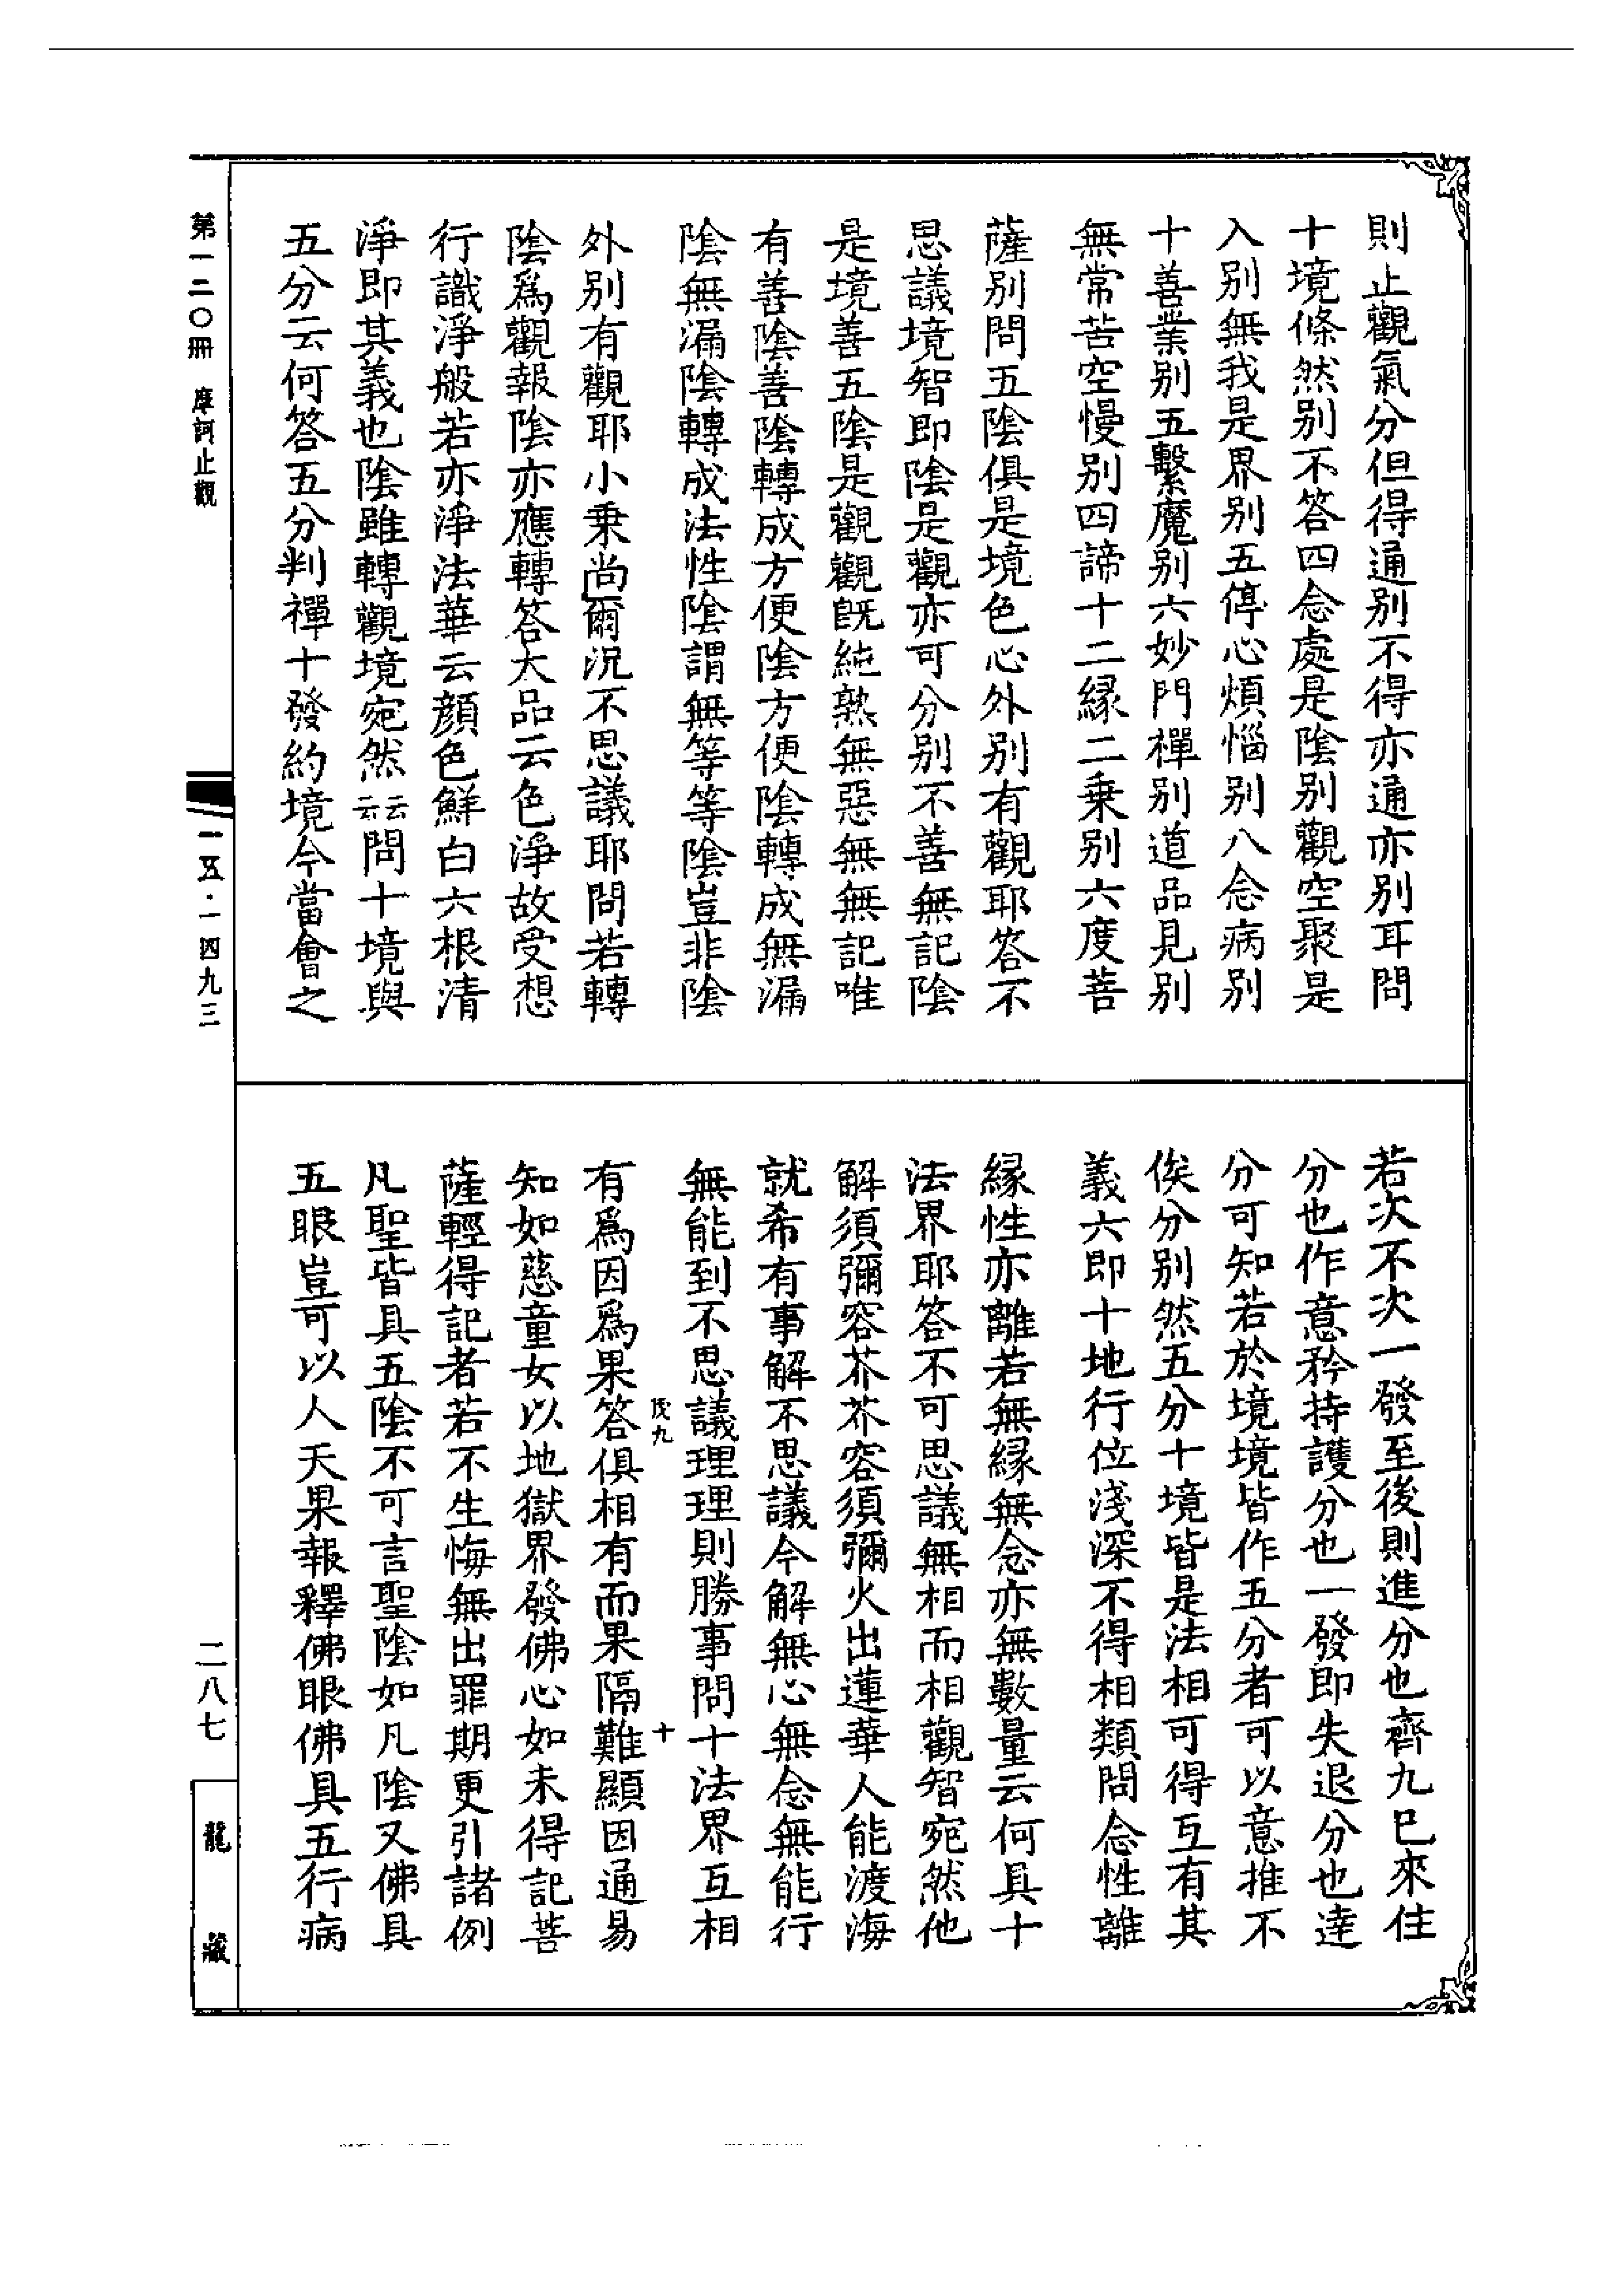 則止觀氣分但得通別不得亦通亦別耳問
十境條然別不答四念處是陰別觀空聚是
入別無我是界別五停心煩惱別八念病別
十善業別五繫魔別六妙門禪別道品見別
無常苦空慢別四諦十二縁二乗別六度菩
薩別問五陰俱是境色心外別有觀耶答不
思議境智即陰是觀亦可分別不善無記陰
是境善五陰是觀觀旣純熟無惡無無記唯
有善陰善陰轉成方便陰方便陰轉成無漏
陰無漏陰轉成法性陰謂無等等陰豈非陰
外別有觀耶小乗尚爾況不思議耶問若轉
陰爲觀報陰亦應轉答大品云色淨故受想
行識淨般若亦淨法華云顔色鮮白六根清
淨即其義也陰雖轉觀境宛然云云問十境與
五分云何答五分判禪十發約境今當會之
若次不次一發至後則進分也齊九已來住
分也作意矜持護分也一發即失退分也達
分可知若於境境皆作五分者可以意推不
俟分別然五分十境皆是法相可得互有其
義六即十地行位淺深不得相類問念性離
縁性亦離若無縁無念亦無數量云何具十
法界耶答不可思議無相而相觀智宛然他
解須彌容芥芥容須彌火出蓮華人能渡海
就希有事解不思議今解無心無念無能行
無能到不思議理理則勝事問十法界互相
茂九 十
有爲因爲果答俱相有而果隔難顯因通易
知如慈童女以地獄界發佛心如未得記菩
薩輕得記者若不生悔無出罪期更引諸例
凡聖皆具五陰不可言聖陰如凡陰又佛具
五眼豈可以人天果報釋佛眼佛具五行病
第一二〇冊 摩訶止觀
一五·一四九三
二八七
龍藏